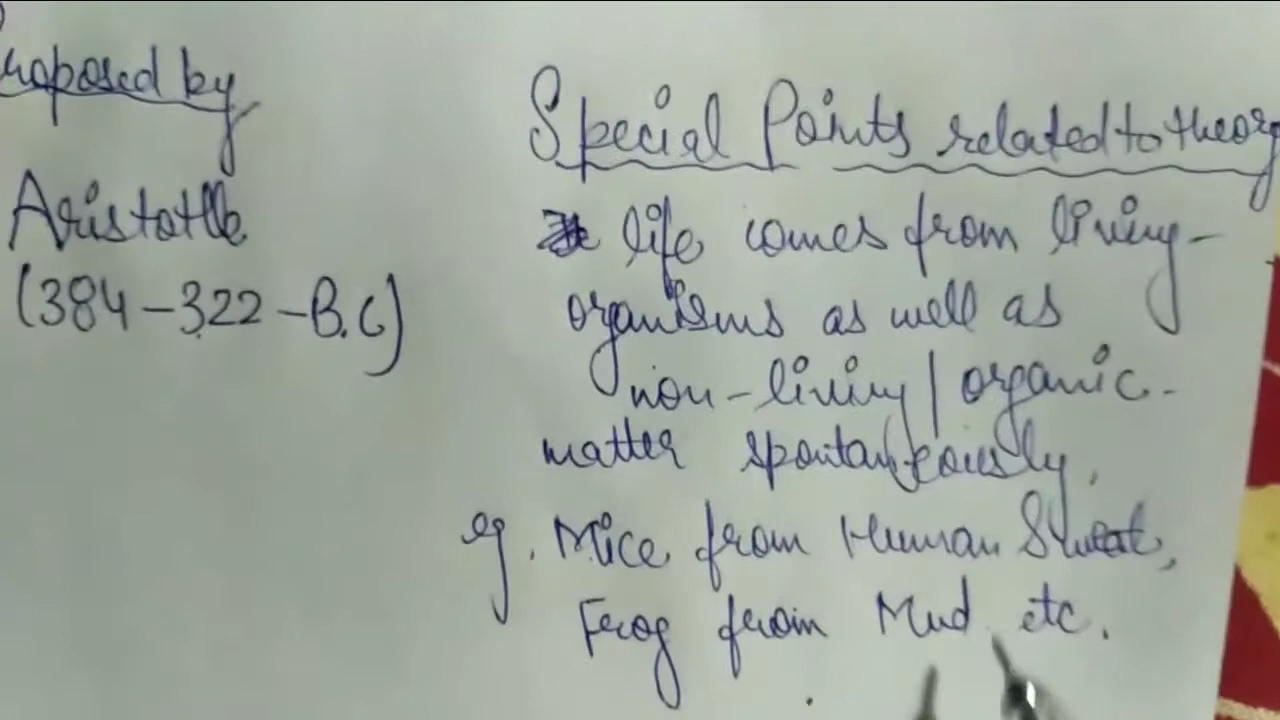 Proposed by
Aristotle
(384-322-B.C)
Special Points related to theory
life comes from living-
organisms as well as
non-living/organic-
matter spontaneously.
eg. Mice from Human Sweat,
Frog from Mud etc.